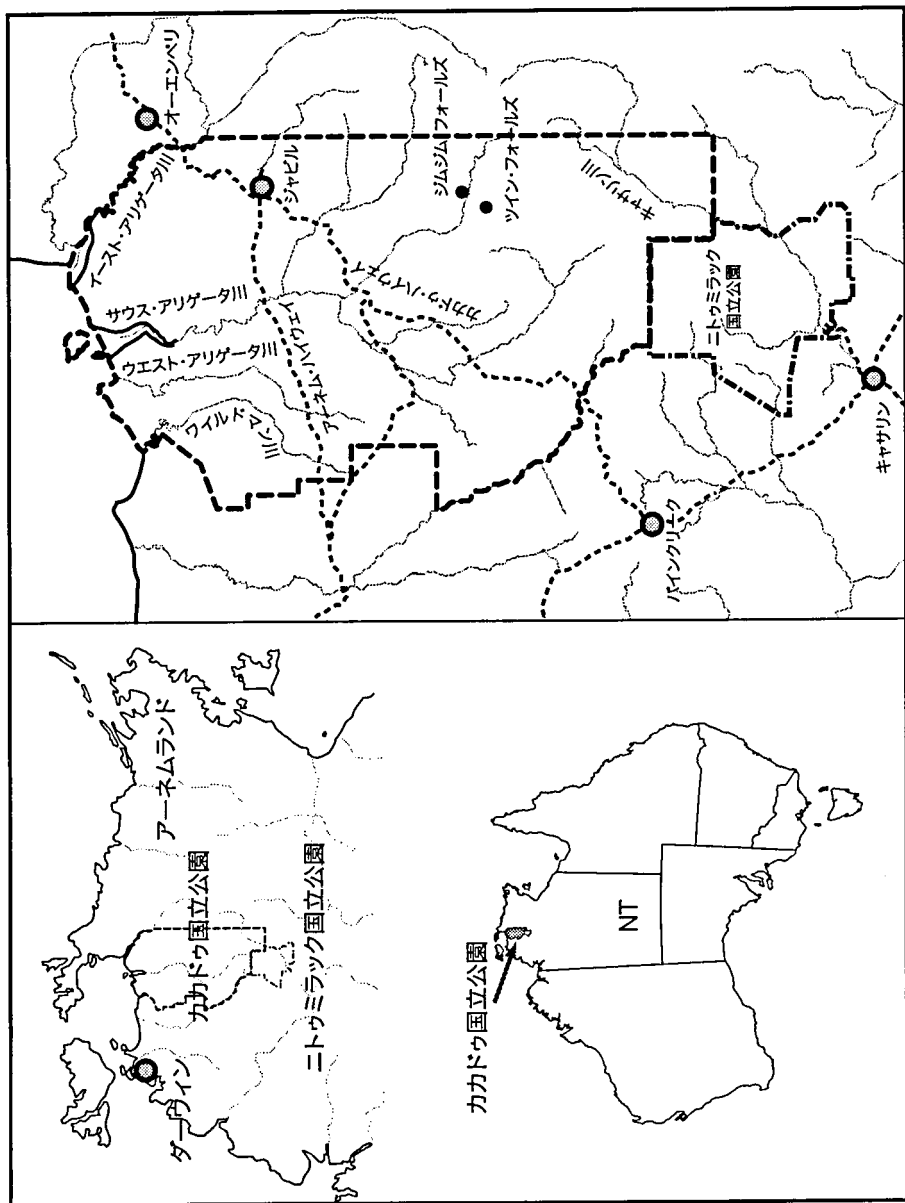 ダーウィン
アーネムランド
カカドゥ国立公園
ニトゥミラック国立公園
カカドゥ国立公園
NT
オーエンペリ
イースト・アリゲータ川
サウス・アリゲータ川
ウエスト・アリゲータ川
ワイルドマン川
ジャビル
アーネム・ハイウェイ
カカドゥ・ハイウェイ
ジムジムフォールズ
ツイン・フォールズ
キャサリン川
ニトゥミラック
国立公園
パインクリーク
キャサリン